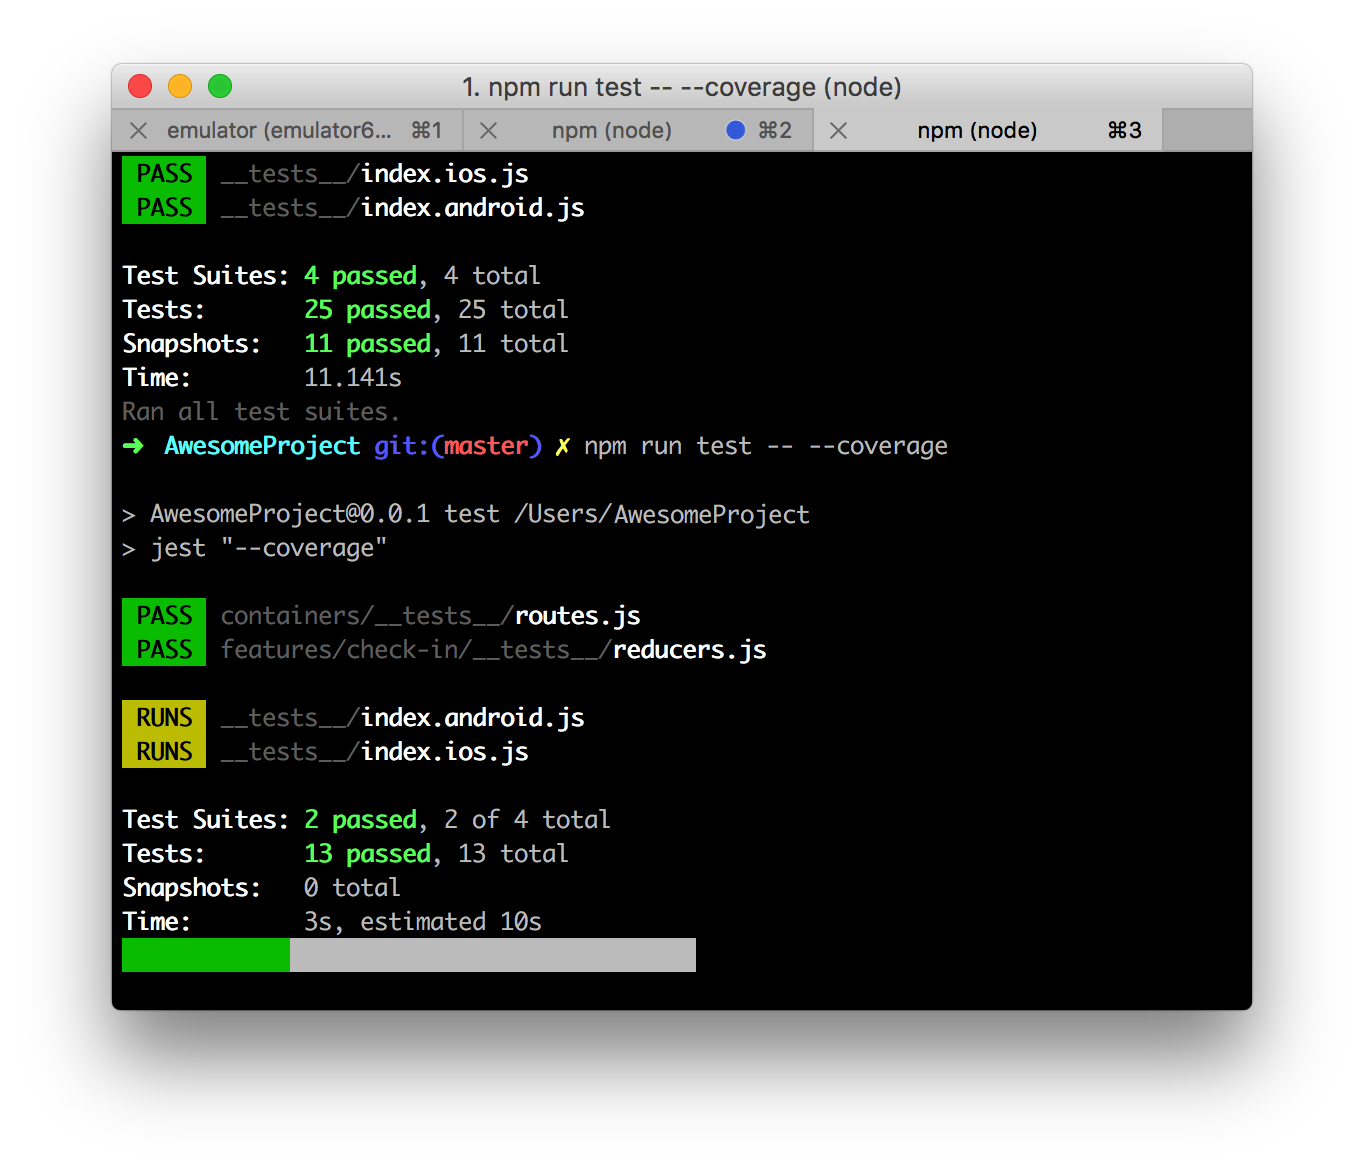 1. npm run test -- --coverage (node)
emulator (emulator6... ⌘1 npm (node) ⌘2 npm (node) ⌘3
PASS __tests__/index.ios.js
PASS __tests__/index.android.js
Test Suites: 4 passed, 4 total
Tests: 25 passed, 25 total
Snapshots: 11 passed, 11 total
Time: 11.141s
Ran all test suites.
➜ AwesomeProject git:(master) ✗ npm run test -- --coverage
> AwesomeProject@0.0.1 test /Users/AwesomeProject
> jest "--coverage"
PASS containers/__tests__/routes.js
PASS features/check-in/__tests__/reducers.js
RUNS __tests__/index.android.js
RUNS __tests__/index.ios.js
Test Suites: 2 passed, 2 of 4 total
Tests: 13 passed, 13 total
Snapshots: 0 total
Time: 3s, estimated 10s